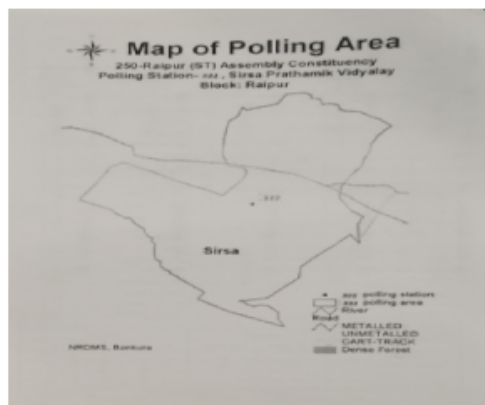 Map of Polling Area
250-Raipur (ST) Assembly Constituency
Polling Station- , Sirsa Prathamik Vidyalay
Block: Raipur
Sirsa
polling station
polling area
River
Road
METALLED
UNMETALLED
CART-TRACK
Dense Forest
NRDMS, Bankura